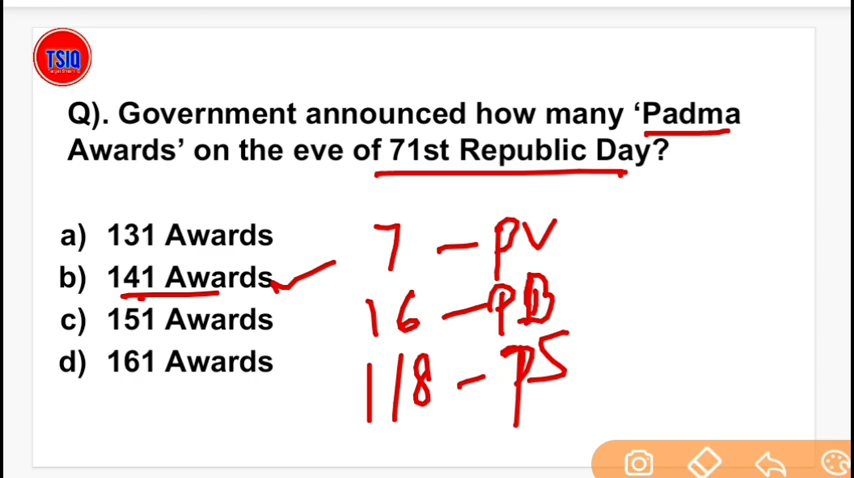 TSIQ
Q). Government announced how many ‘Padma
Awards’ on the eve of 71st Republic Day?
a) 131 Awards
b) 141 Awards
c) 151 Awards
d) 161 Awards
7 – PV
16 – PB
118 – PS